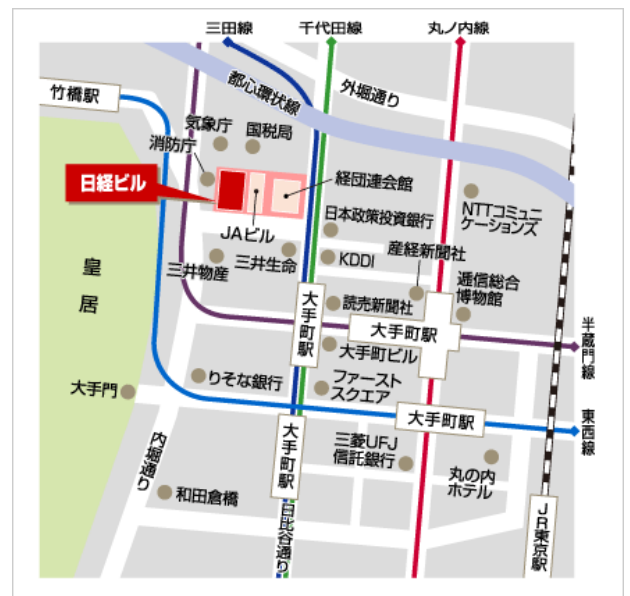 三田線
千代田線
丸ノ内線
竹橋駅
都心環状線
外堀通り
気象庁
国税局
消防庁
日経ビル
経団連会館
JAビル
日本政策投資銀行
NTTコミュニ
ケーションズ
三井物産
三井生命
KDDI
産経新聞社
皇居
読売新聞社
逓信総合
博物館
大手町駅
大手町駅
半蔵門線
大手町ビル
りそな銀行
ファースト
スクエア
大手門
大手町駅
大手町駅
東西線
内堀通り
三菱UFJ
信託銀行
丸の内
ホテル
和田倉橋
日比谷通り
JR東京駅